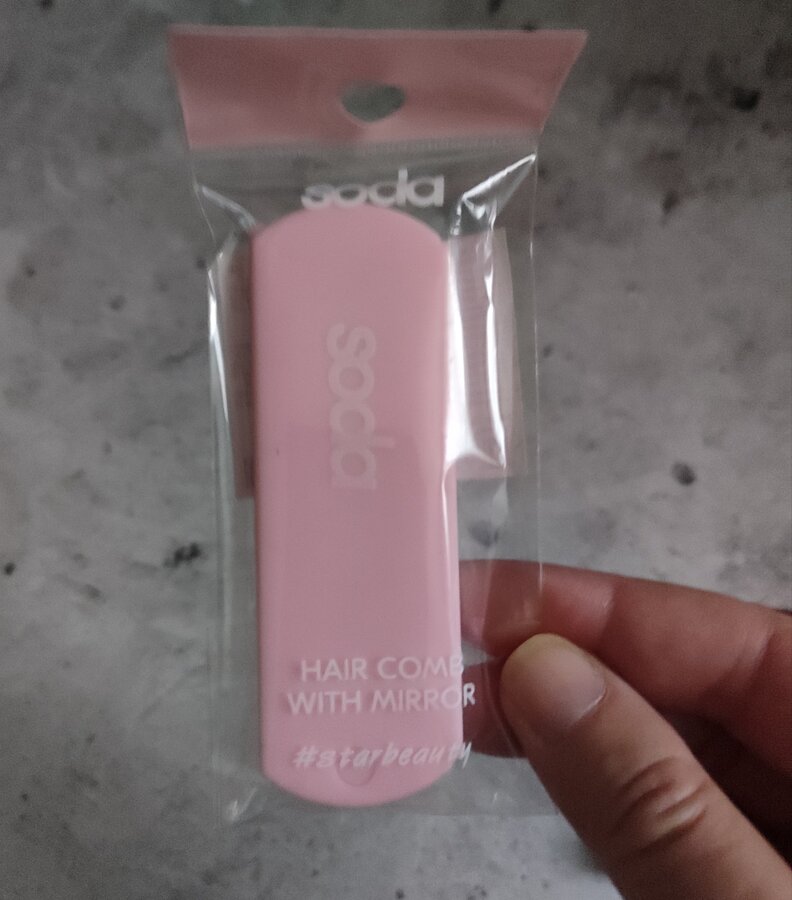 soda
soda
HAIR COMB
WITH MIRROR
#starbeauty